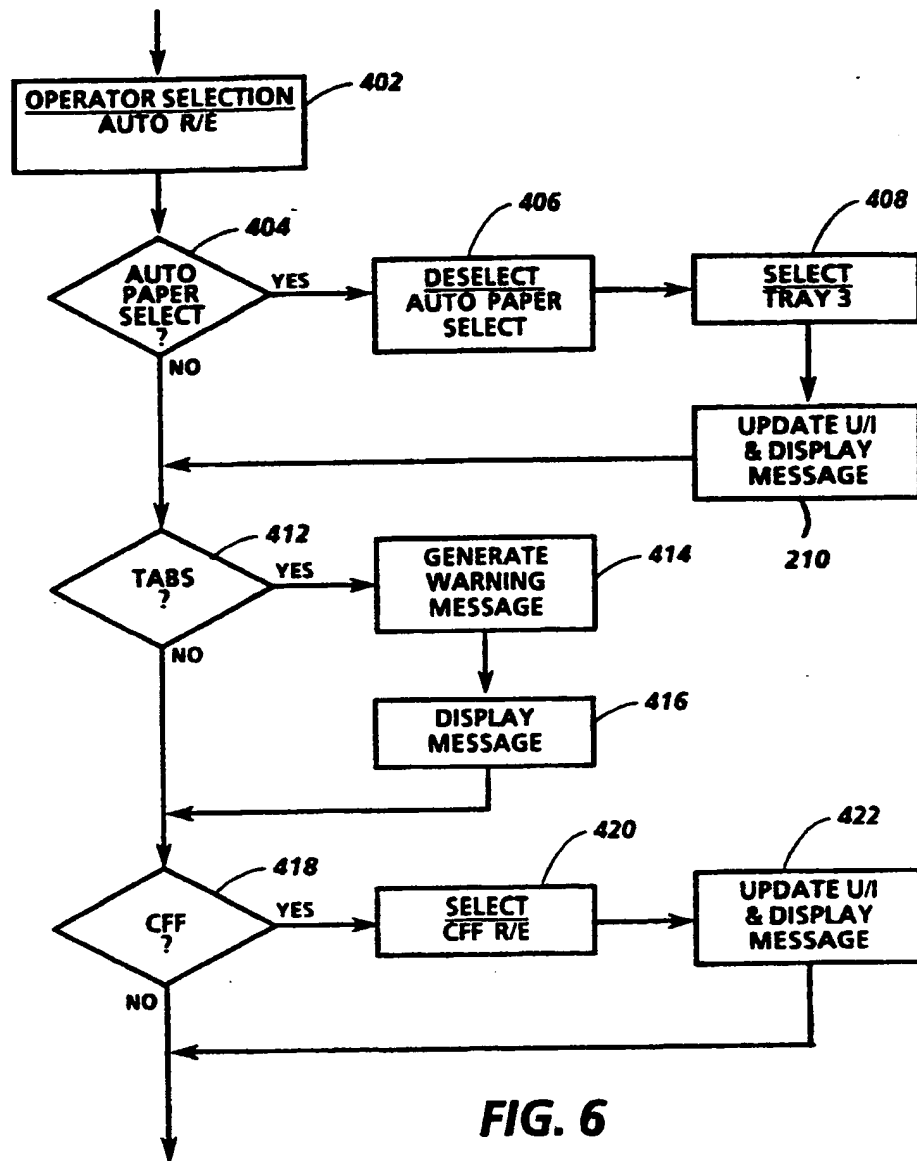 402
OPERATOR SELECTION
AUTO R/E
404
AUTO
PAPER
SELECT
?
YES
NO
406
DESELECT
AUTO PAPER
SELECT
408
SELECT
TRAY 3
UPDATE U/I
& DISPLAY
MESSAGE
210
412
TABS
?
YES
NO
GENERATE
WARNING
MESSAGE
414
DISPLAY
MESSAGE
416
418
CFF
?
YES
NO
420
SELECT
CFF R/E
422
UPDATE U/I
& DISPLAY
MESSAGE
FIG. 6